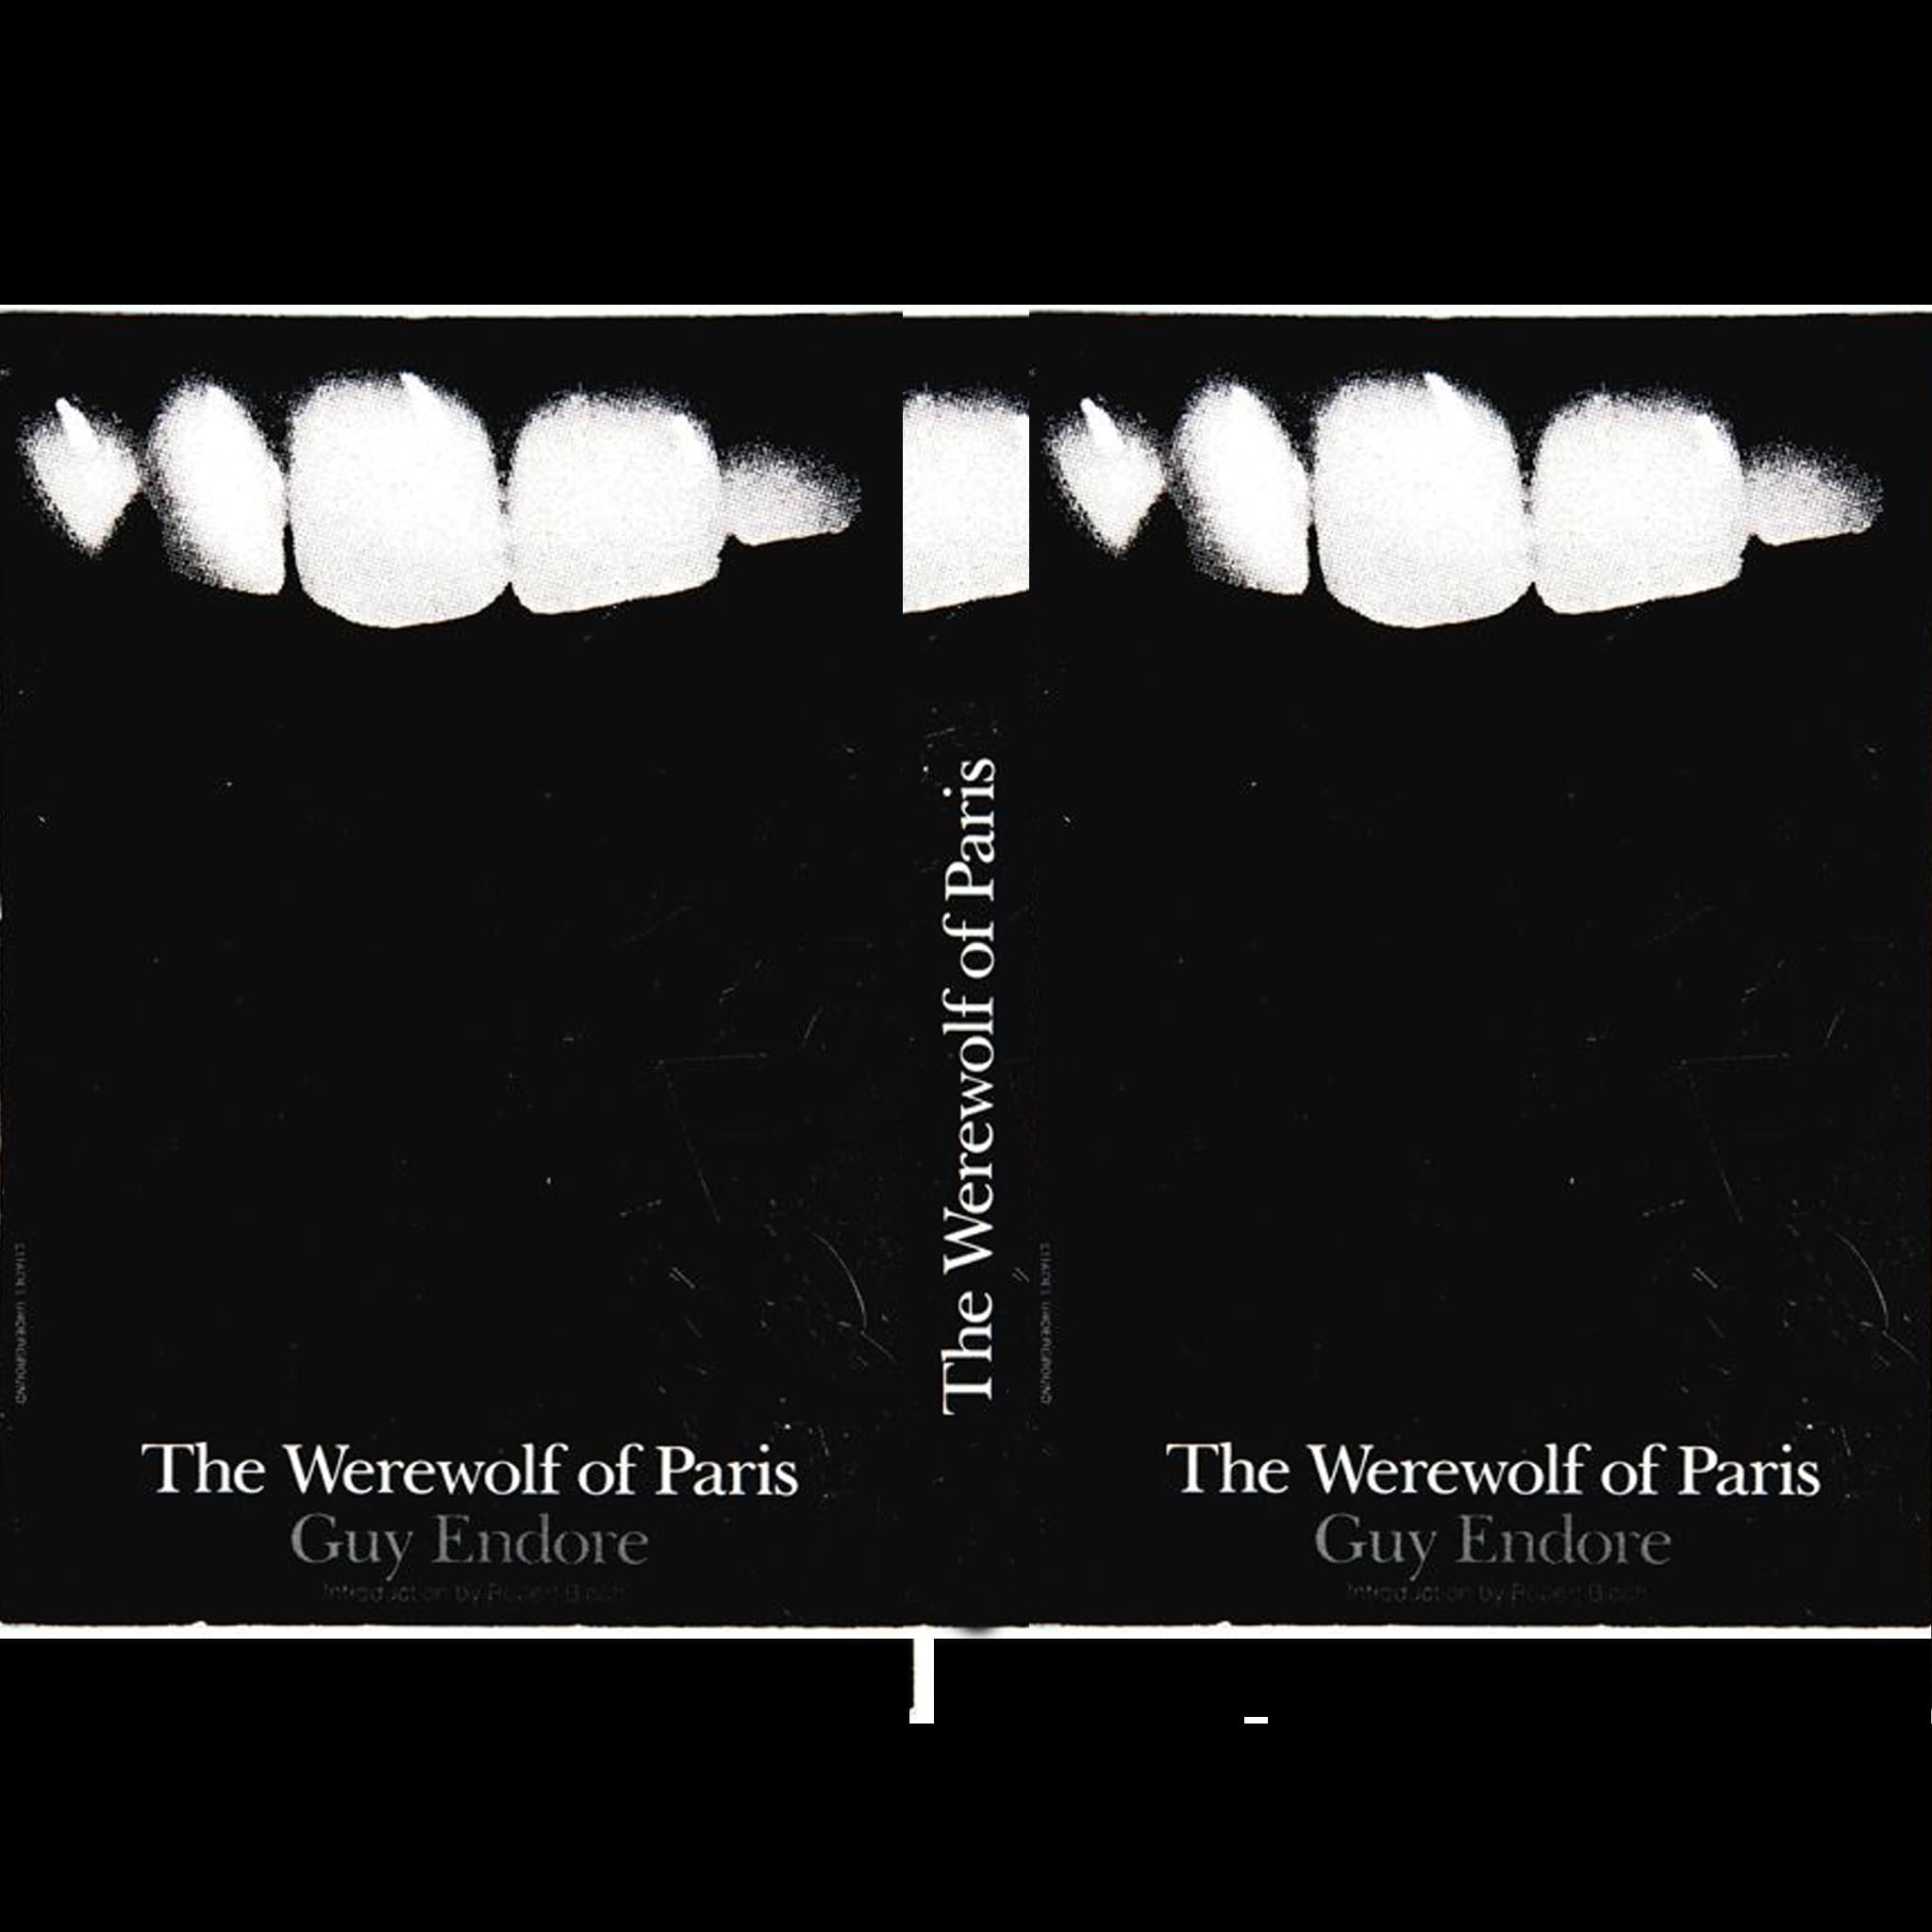 The Werewolf of Paris
Guy Endore
Introduction by Robert Bloch
The Werewolf of Paris
The Werewolf of Paris
Guy Endore
Introduction by Robert Bloch